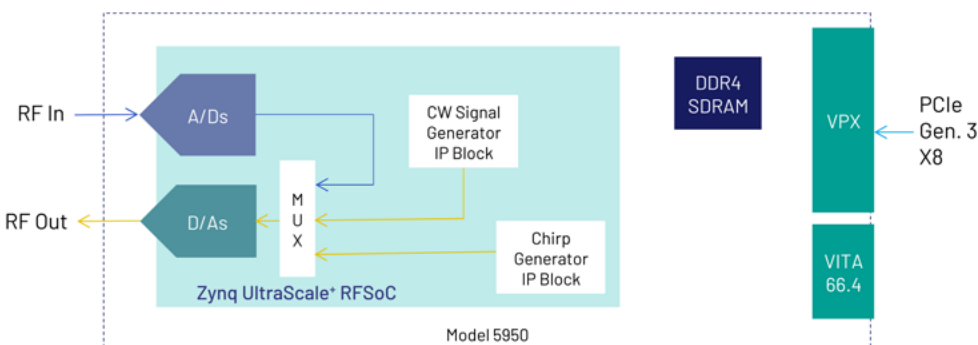 RF In
A/Ds
CW Signal
Generator
IP Block
DDR4
SDRAM
VPX
PCIe
Gen. 3
X8
RF Out
D/As
M
U
X
Chirp
Generator
IP Block
VITA
66.4
Zynq UltraScale⁺ RFSoC
Model 5950